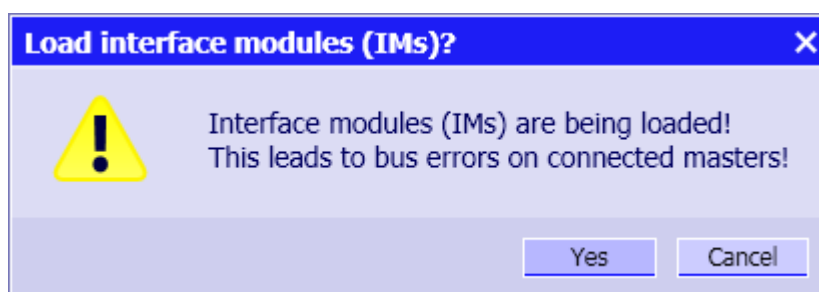 Load interface modules (IMs)?
Interface modules (IMs) are being loaded!
This leads to bus errors on connected masters!
Yes Cancel